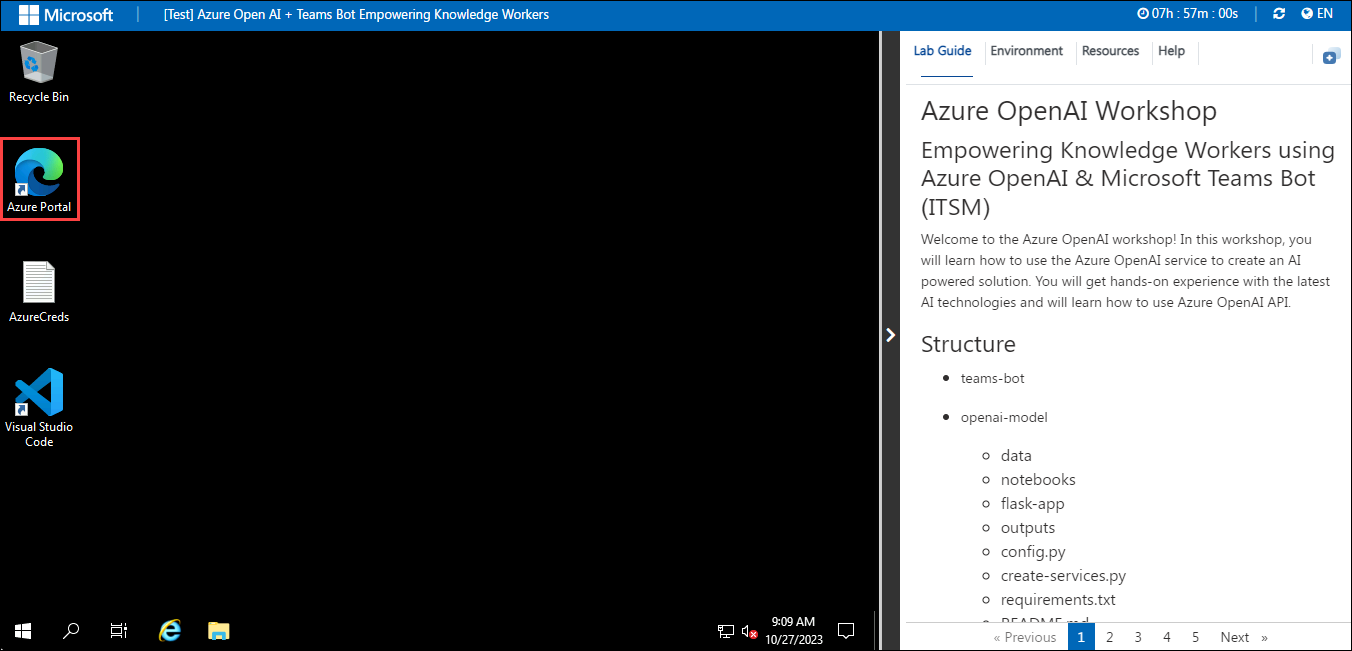 Microsoft
[Test] Azure Open AI + Teams Bot Empowering Knowledge Workers
07h : 57m : 00s
EN
Recycle Bin
Azure Portal
AzureCreds
Visual Studio
Code
9:09 AM
10/27/2023
Lab Guide
Environment
Resources
Help
Azure OpenAI Workshop
Empowering Knowledge Workers using
Azure OpenAI & Microsoft Teams Bot
(ITSM)
Welcome to the Azure OpenAI workshop! In this workshop, you
will learn how to use the Azure OpenAI service to create an AI
powered solution. You will get hands-on experience with the latest
AI technologies and will learn how to use Azure OpenAI API.
Structure
teams-bot
openai-model
data
notebooks
flask-app
outputs
config.py
create-services.py
requirements.txt
README.md
« Previous 1 2 3 4 5 Next »